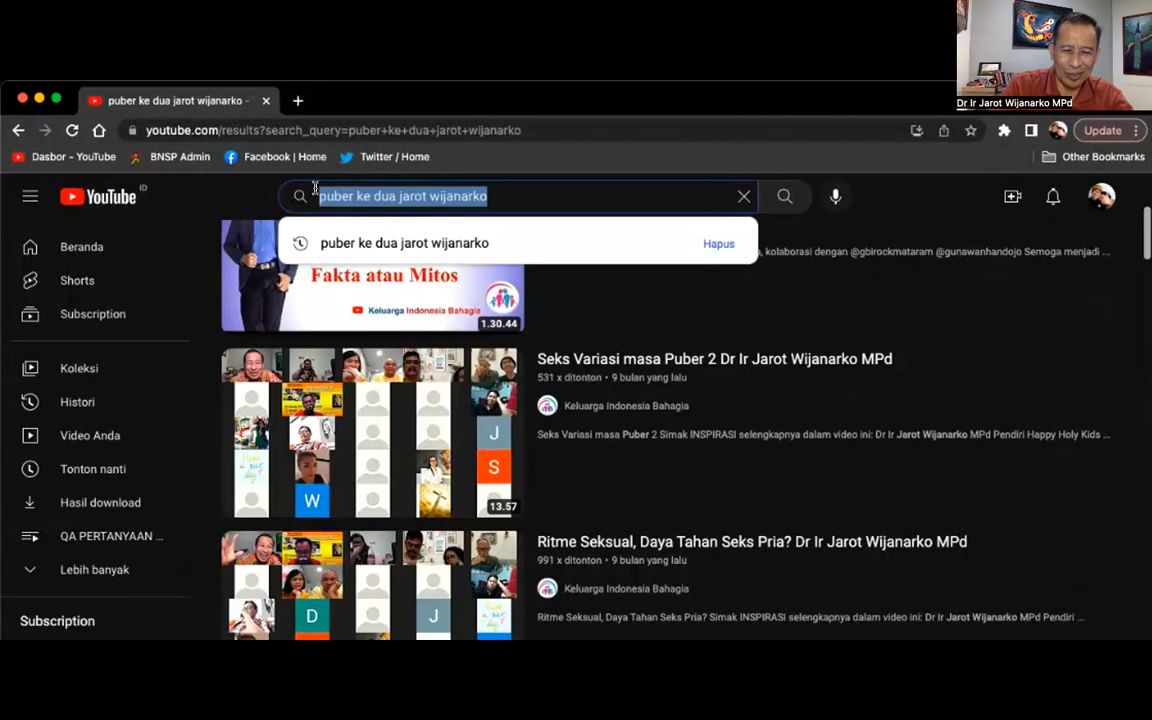 Dr Ir Jarot Wijanarko MPd
puber ke dua jarot wijanarko -
youtube.com/results?search_query=puber+ke+dua+jarot+wijanarko
Update
Dasbor - YouTube
BNSP Admin
Facebook | Home
Twitter / Home
Other Bookmarks
YouTube ID
puber ke dua jarot wijanarko
puber ke dua jarot wijanarko
Hapus
Beranda
Shorts
Subscription
Koleksi
Histori
Video Anda
Tonton nanti
Hasil download
QA PERTANYAAN ...
Lebih banyak
Subscription
, kolaborasi dengan @gbirockmataram @gunawanhandojo Semoga menjadi ...
Fakta atau Mitos
Keluarga Indonesia Bahagia
1.30.44
J
S
W
13.57
Seks Variasi masa Puber 2 Dr Ir Jarot Wijanarko MPd
531 x ditonton • 9 bulan yang lalu
Keluarga Indonesia Bahagia
Seks Variasi masa Puber 2 Simak INSPIRASI selengkapnya dalam video ini: Dr Ir Jarot Wijanarko MPd Pendiri Happy Holy Kids ...
D
J
Ritme Seksual, Daya Tahan Seks Pria? Dr Ir Jarot Wijanarko MPd
991 x ditonton • 9 bulan yang lalu
Keluarga Indonesia Bahagia
Ritme Seksual, Daya Tahan Seks Pria? Simak INSPIRASI selengkapnya dalam video ini: Dr Ir Jarot Wijanarko MPd Pendiri ...